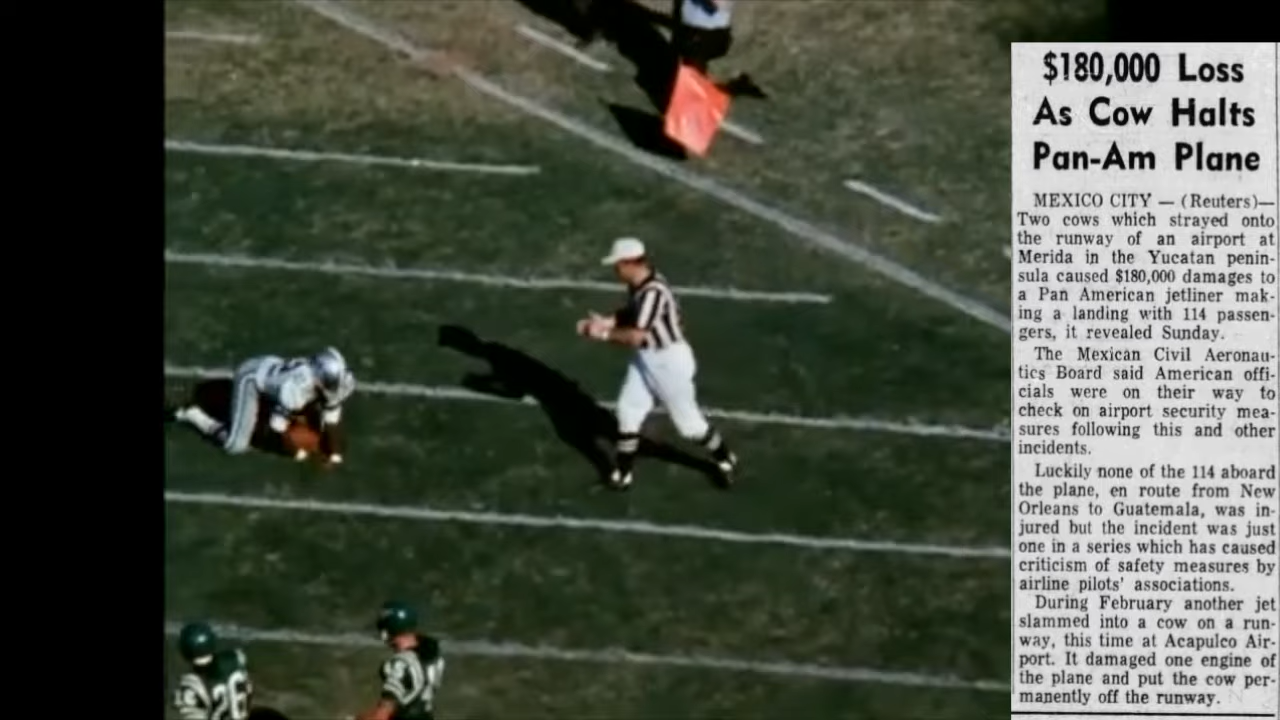 $180,000 Loss
As Cow Halts
Pan-Am Plane
MEXICO CITY — (Reuters)—
Two cows which strayed onto
the runway of an airport at
Merida in the Yucatan penin-
sula caused $180,000 damages to
a Pan American jetliner mak-
ing a landing with 114 passen-
gers, it revealed Sunday.
The Mexican Civil Aeronau-
tics Board said American offi-
cials were on their way to
check on airport security mea-
sures following this and other
incidents.
Luckily none of the 114 aboard
the plane, en route from New
Orleans to Guatemala, was in-
jured but the incident was just
one in a series which has caused
criticism of safety measures by
airline pilots' associations.
During February another jet
slammed into a cow on a run-
way, this time at Acapulco Air-
port. It damaged one engine of
the plane and put the cow per-
manently off the runway.
26